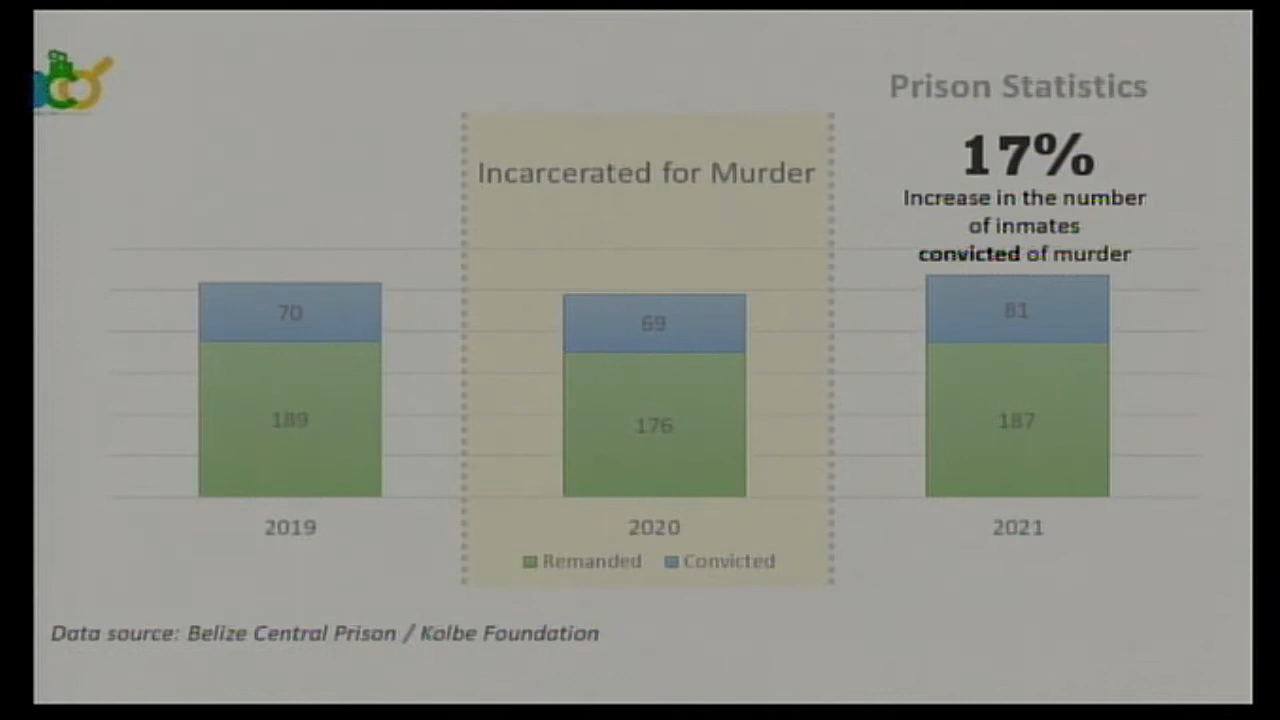 Prison Statistics
17%
Increase in the number
of inmates
convicted of murder
Incarcerated for Murder
70
69
81
189
176
187
2019
2020
2021
Remanded
Convicted
Data source: Belize Central Prison / Kolbe Foundation